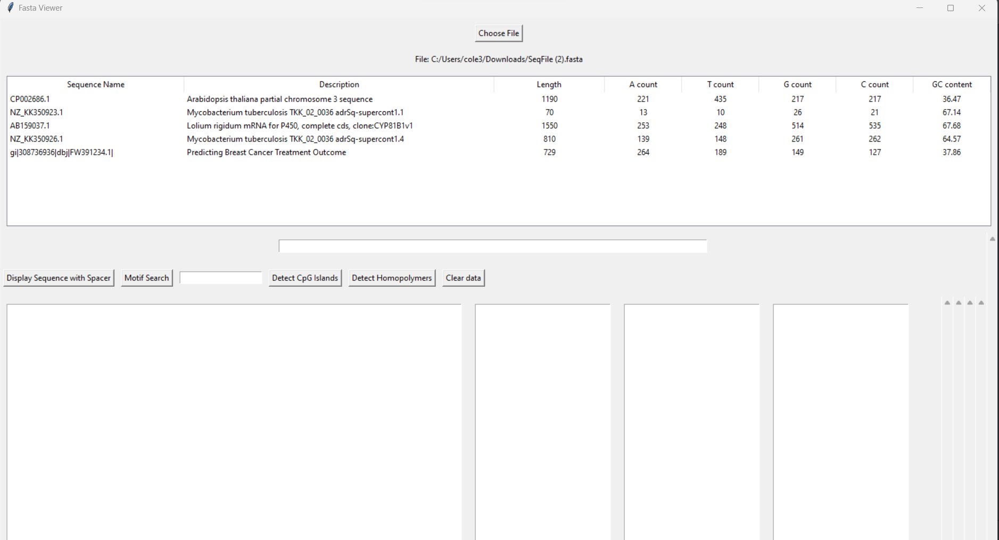 Fasta Viewer
Choose File
File: C:/Users/cole3/Downloads/SeqFile (2).fasta
Sequence Name Description Length A count T count G count C count GC content
CP002686.1 Arabidopsis thaliana partial chromosome 3 sequence 1190 221 435 217 217 36.47
NZ_KK350923.1 Mycobacterium tuberculosis TKK_02_0036 adrSq-supercont1.1 70 13 10 26 21 67.14
AB159037.1 Lolium rigidum mRNA for P450, complete cds, clone:CYP81B1v1 1550 253 248 514 535 67.68
NZ_KK350926.1 Mycobacterium tuberculosis TKK_02_0036 adrSq-supercont1.4 810 139 148 261 262 64.57
gi|308736936|dbj|FW391234.1| Predicting Breast Cancer Treatment Outcome 729 264 189 149 127 37.86
Display Sequence with Spacer Motif Search Detect CpG Islands Detect Homopolymers Clear data